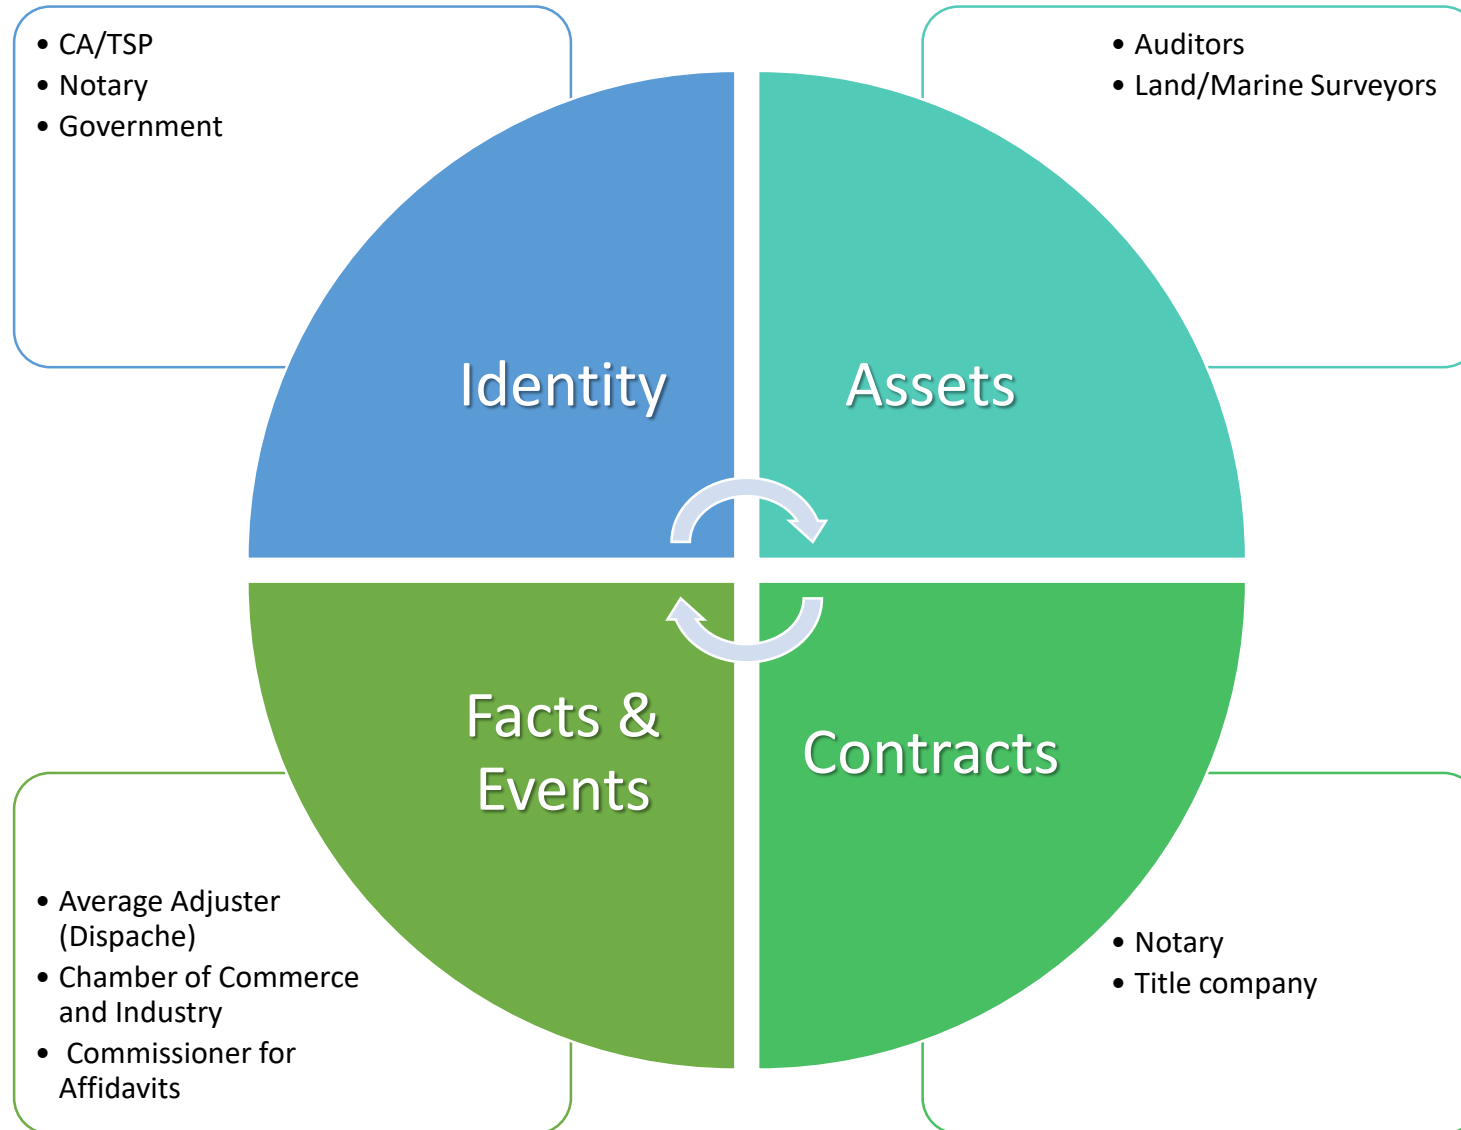 • CA/TSP
• Notary
• Government
• Auditors
• Land/Marine Surveyors
Identity
Assets
Facts &
Events
Contracts
• Average Adjuster
(Dispache)
• Chamber of Commerce
and Industry
• Commissioner for
Affidavits
• Notary
• Title company